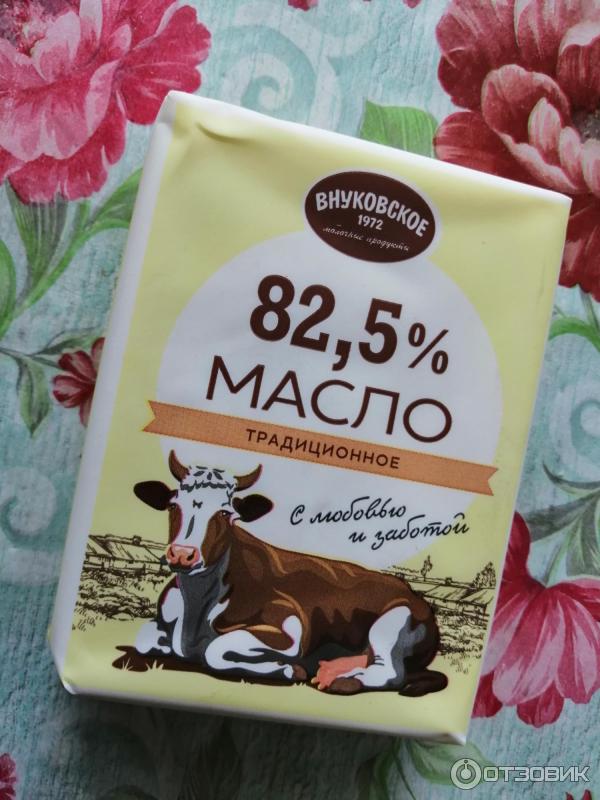 ВНУКОВСКОЕ
1972
молочные продукты
82,5%
МАСЛО
ТРАДИЦИОННОЕ
С любовью
и заботой
ОТЗОВИК